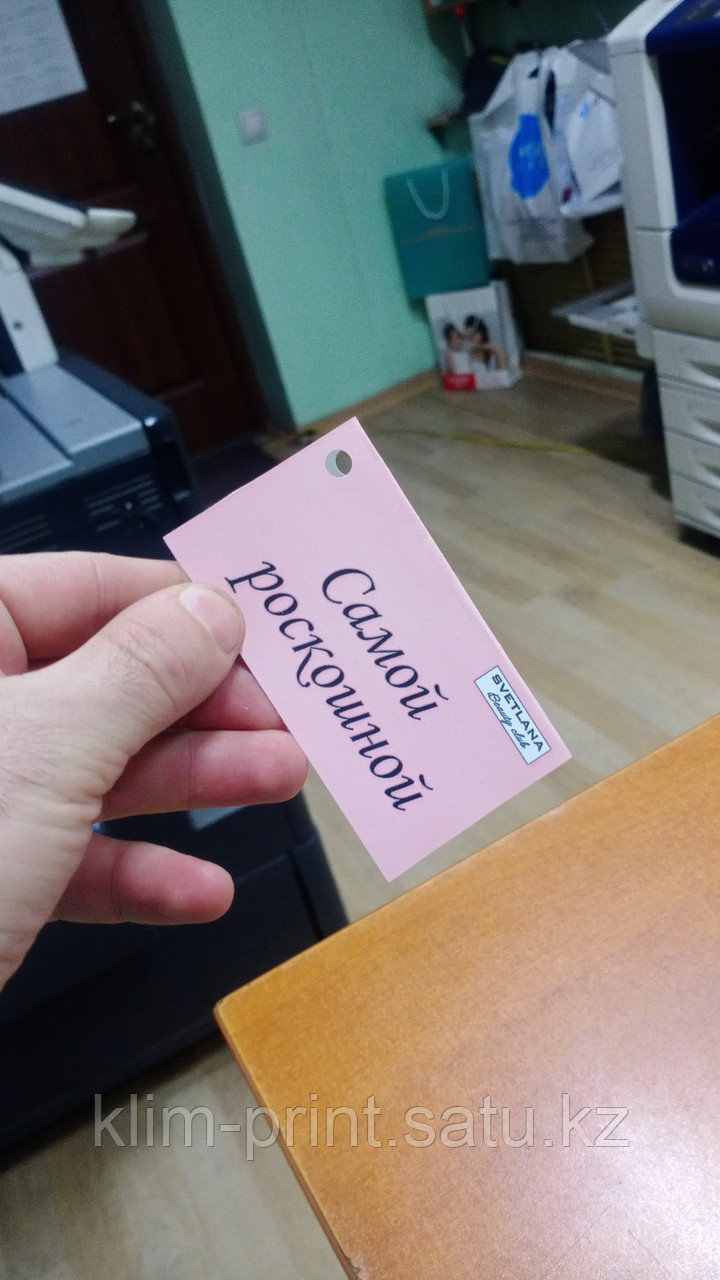 Самой
роскошной
SVETLANA
Beauty club
klim-print.satu.kz